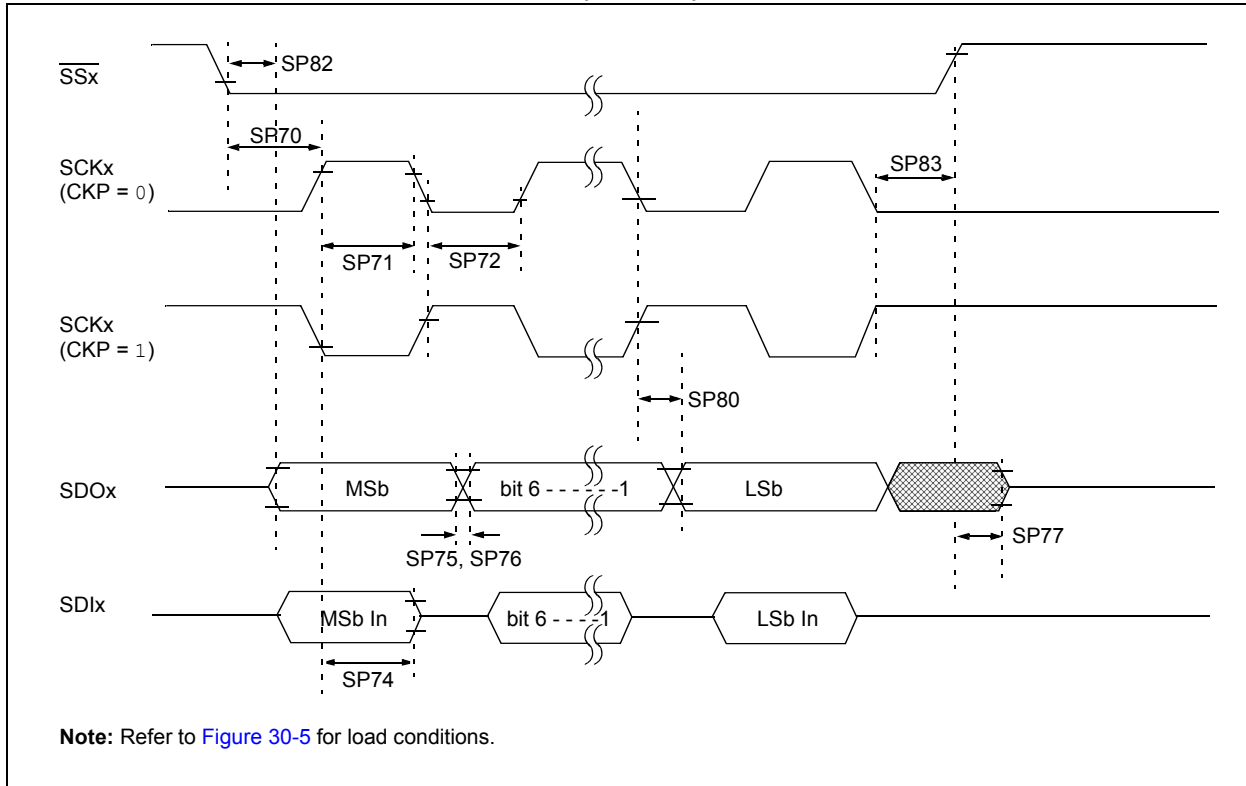 SSx
SP82
SP70
SCKx
(CKP = 0)
SP83
SP71
SP72
SCKx
(CKP = 1)
SP80
SDOx
MSb
bit 6 - - - - - -1
LSb
SP75, SP76
SP77
SDIx
MSb In
bit 6 - - - -1
LSb In
SP74
Note: Refer to Figure 30-5 for load conditions.